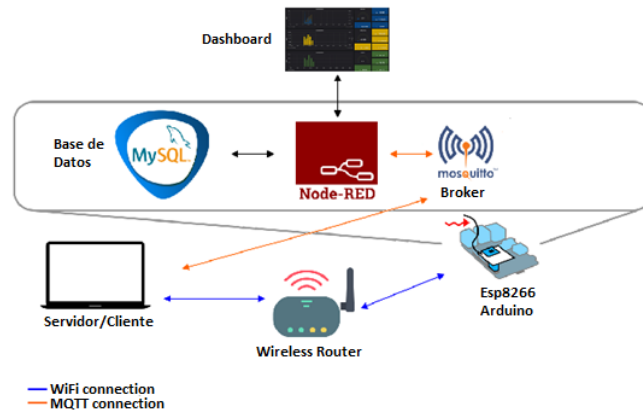 Dashboard
Base de
Datos
MySQL
Node-RED
mosquitto
Broker
Servidor/Cliente
Wireless Router
Esp8266
Arduino
WiFi connection
MQTT connection